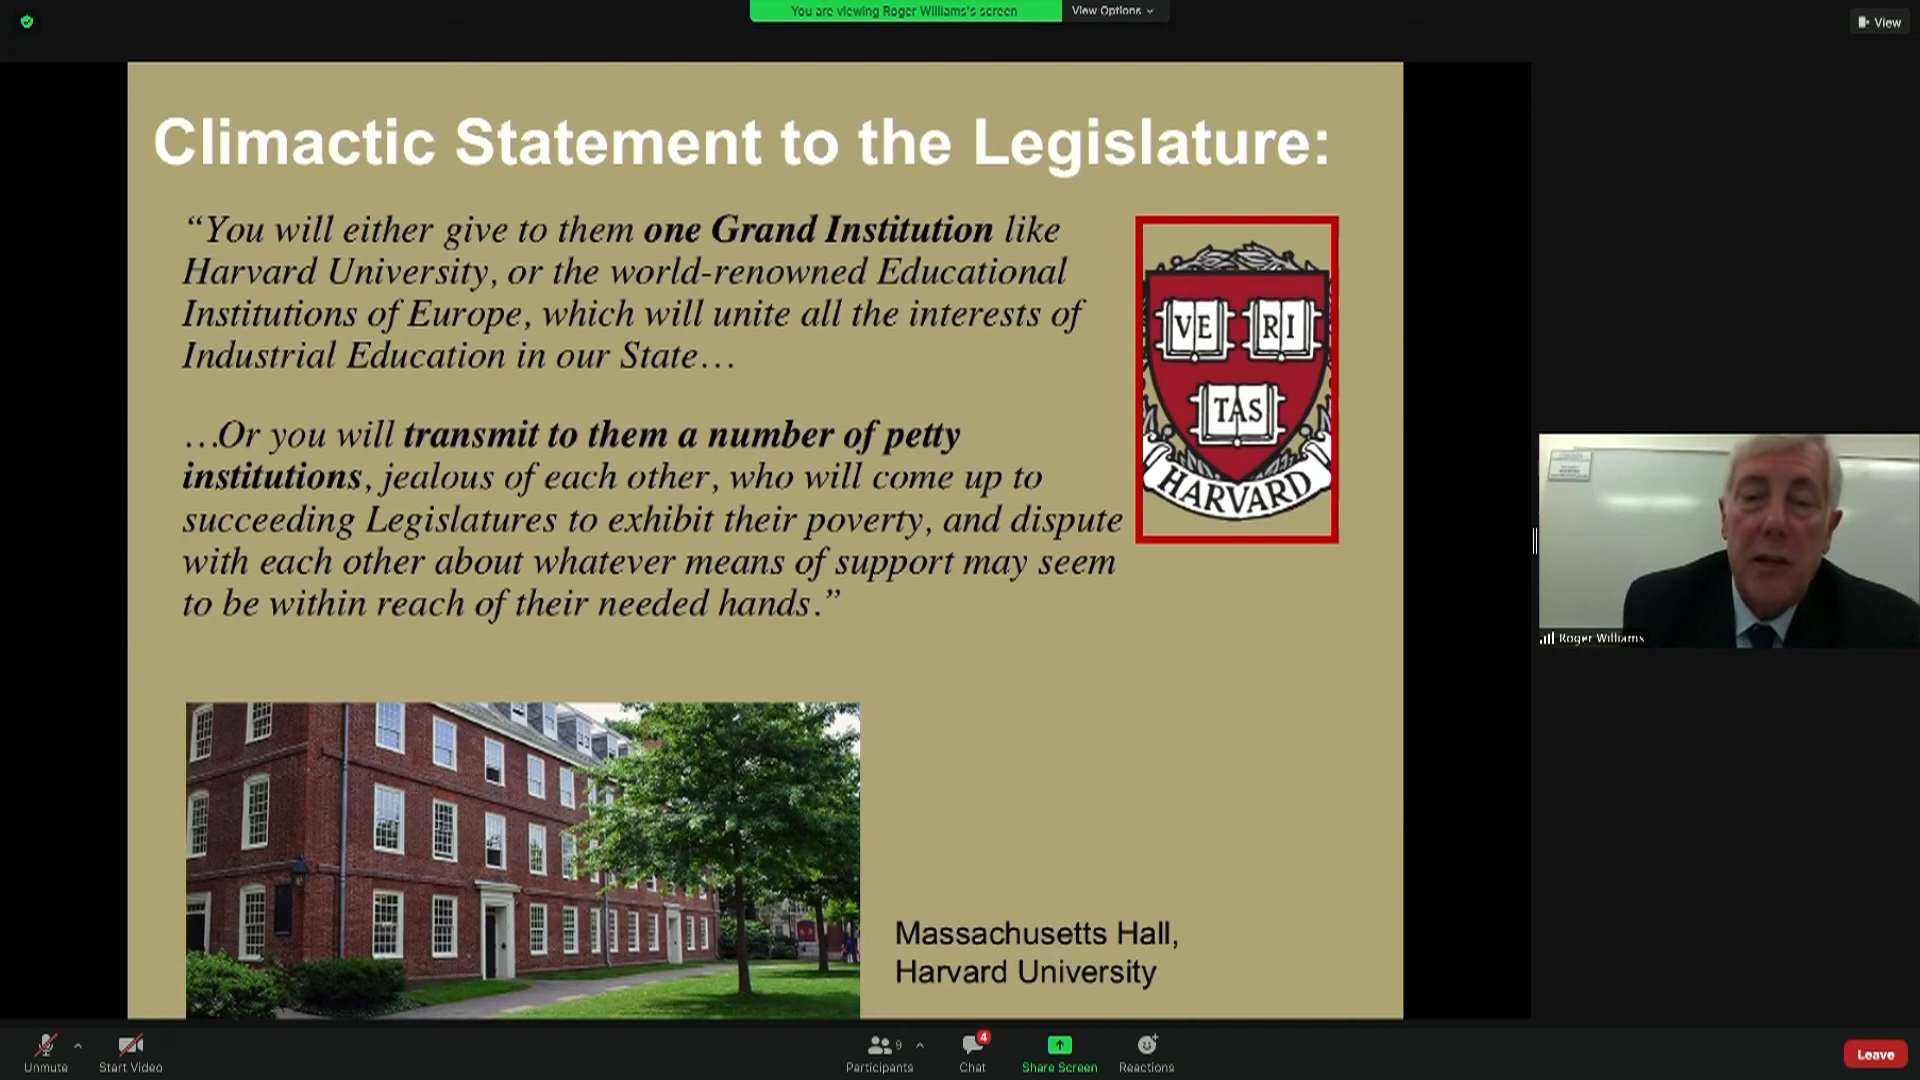 You are viewing Roger Williams's screen
View Options
View
Climactic Statement to the Legislature:
“You will either give to them one Grand Institution like
Harvard University, or the world-renowned Educational
Institutions of Europe, which will unite all the interests of
Industrial Education in our State…
…Or you will transmit to them a number of petty
institutions, jealous of each other, who will come up to
succeeding Legislatures to exhibit their poverty, and dispute
with each other about whatever means of support may seem
to be within reach of their needed hands.”
VE RI
TAS
HARVARD
Roger Williams
Massachusetts Hall,
Harvard University
Unmute
Start Video
Participants
9
Chat
4
Share Screen
Reactions
Leave